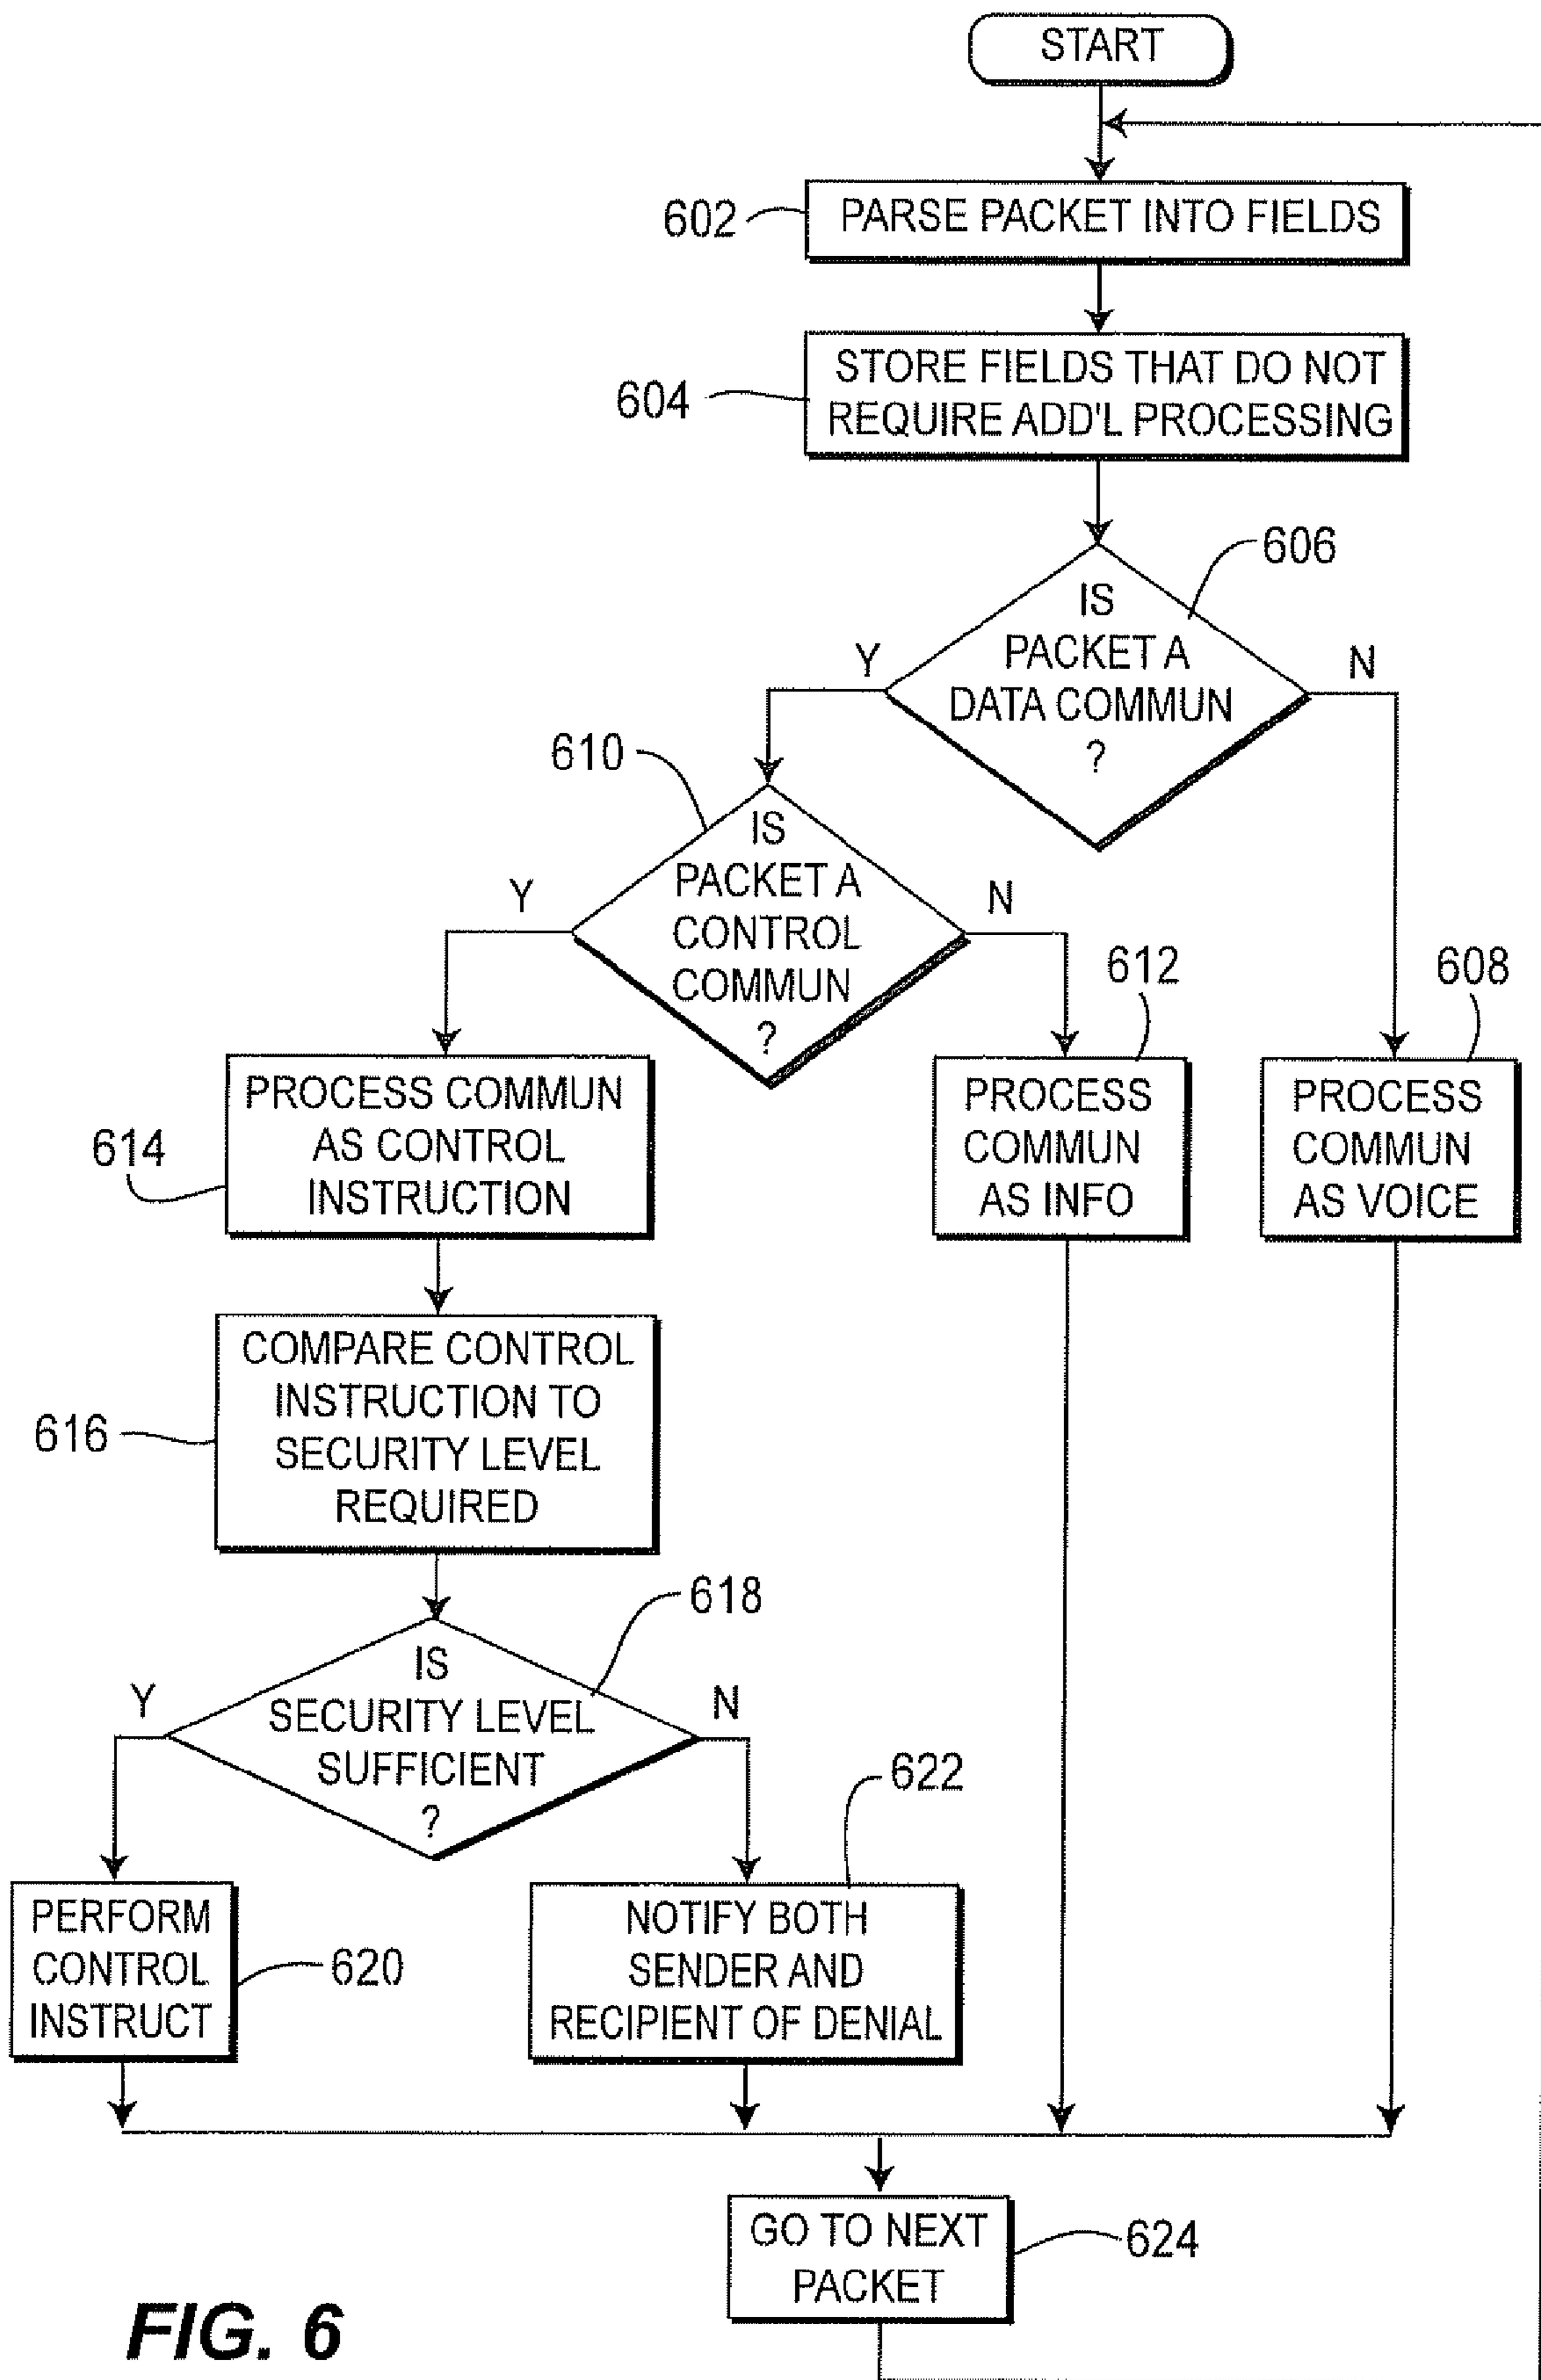 START
602
PARSE PACKET INTO FIELDS
604
STORE FIELDS THAT DO NOT
REQUIRE ADD'L PROCESSING
606
IS
PACKET A
DATA COMMUN
?
Y
N
610
IS
PACKET A
CONTROL
COMMUN
?
Y
N
612
608
614
PROCESS COMMUN
AS CONTROL
INSTRUCTION
PROCESS
COMMUN
AS INFO
PROCESS
COMMUN
AS VOICE
616
COMPARE CONTROL
INSTRUCTION TO
SECURITY LEVEL
REQUIRED
618
IS
SECURITY LEVEL
SUFFICIENT
?
Y
N
622
PERFORM
CONTROL
INSTRUCT
620
NOTIFY BOTH
SENDER AND
RECIPIENT OF DENIAL
GO TO NEXT
PACKET
624
FIG. 6